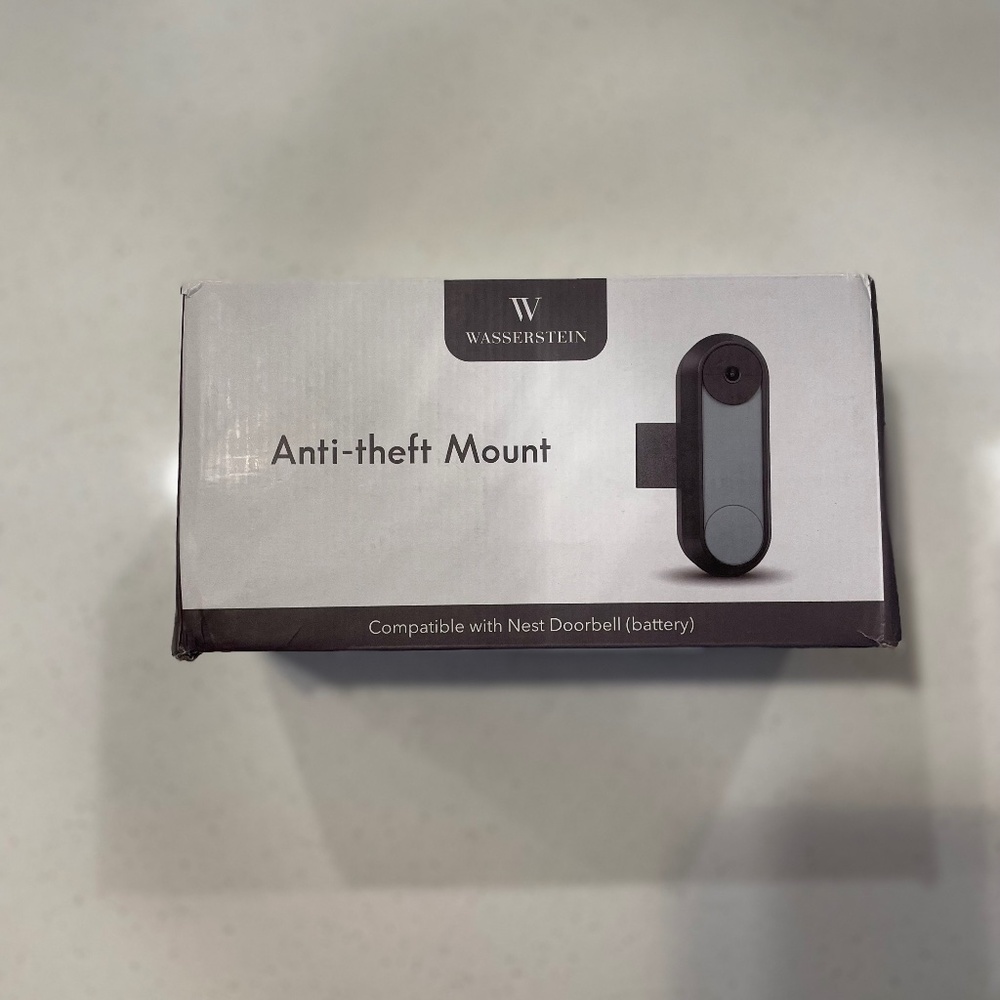 W
WASSERSTEIN
Anti-theft Mount
Compatible with Nest Doorbell (battery)